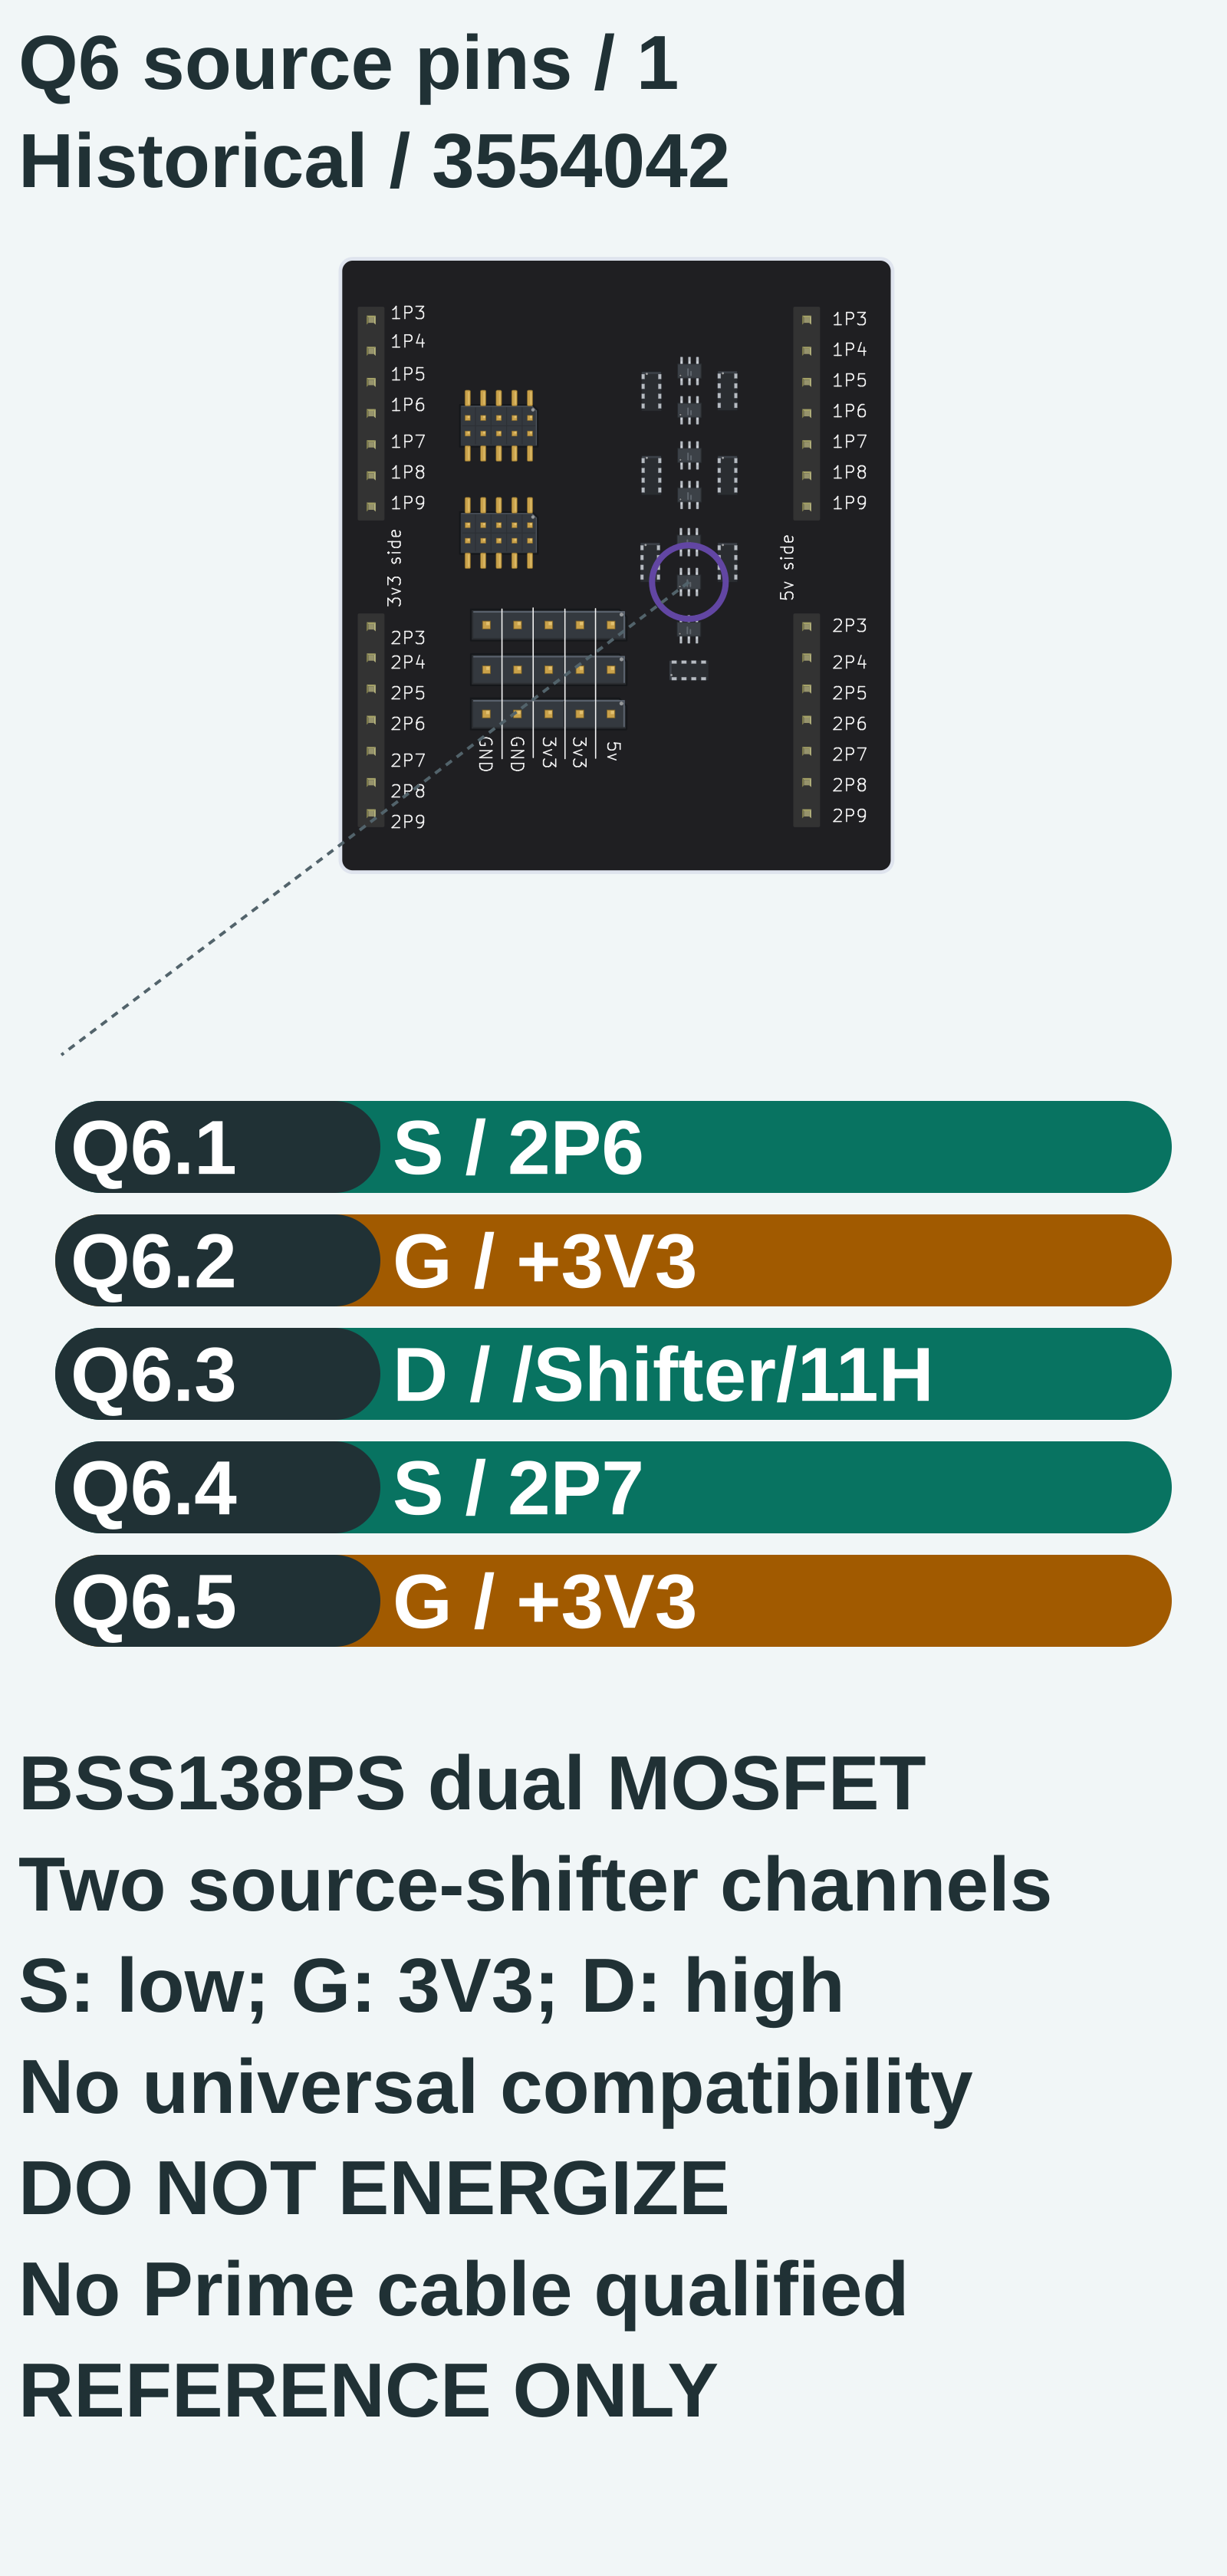 Q6 source pins / 1
Historical / 3554042
1P3
1P4
1P5
1P6
1P7
1P8
1P9
3v3 side
2P3
2P4
2P5
2P6
2P7
2P8
2P9
GND
GND
3v3
3v3
5v
1P3
1P4
1P5
1P6
1P7
1P8
1P9
5v side
2P3
2P4
2P5
2P6
2P7
2P8
2P9
Q6.1 S / 2P6
Q6.2 G / +3V3
Q6.3 D / /Shifter/11H
Q6.4 S / 2P7
Q6.5 G / +3V3
BSS138PS dual MOSFET
Two source-shifter channels
S: low; G: 3V3; D: high
No universal compatibility
DO NOT ENERGIZE
No Prime cable qualified
REFERENCE ONLY